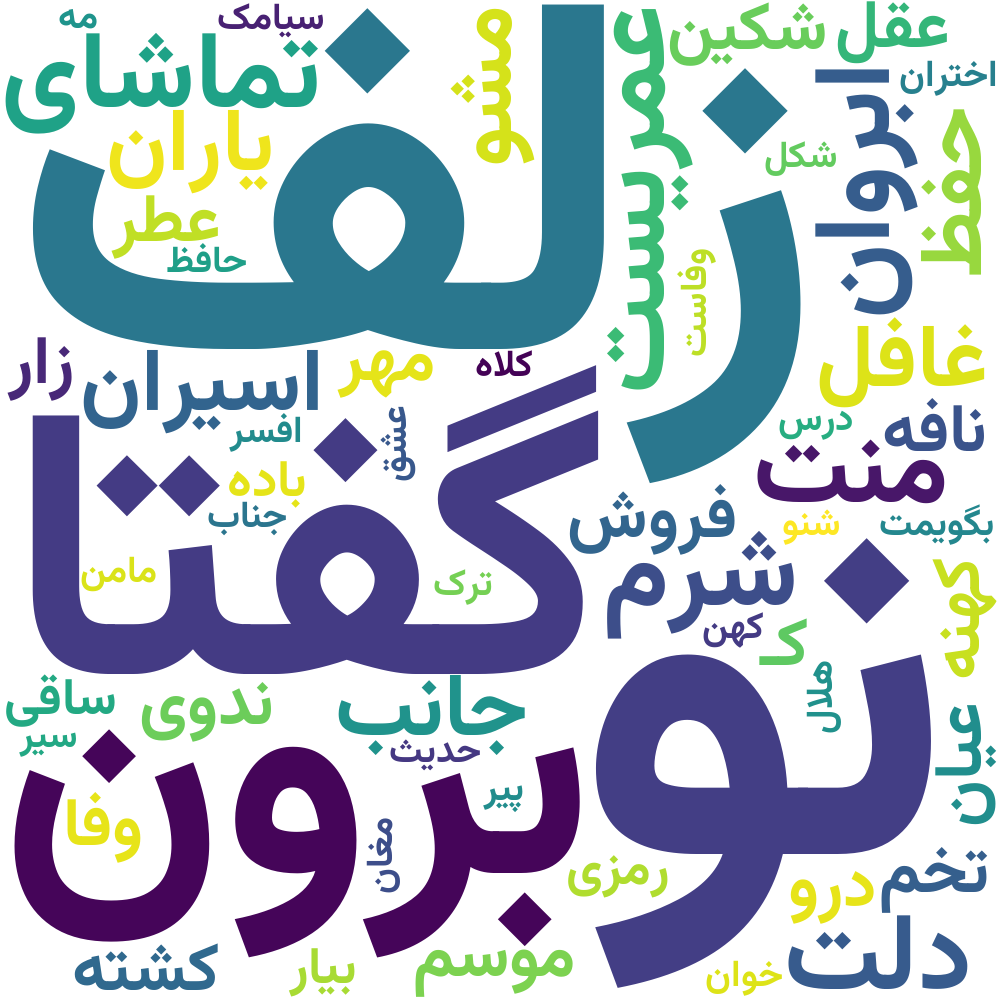 زلف
گفتا
نو
برون
مه
سیامک
تماشای
یاران
عطر
حافظ
مشو
عمریست
شکین
عقل
اختران
ابروان
شکل
حفظ
وفاست
غافل
زار
اسیران
مهر
کلاه
افسر
عشق
باده
جناب
مامن
ترک
درس
نافه
منت
فروش
شنو
بگویمت
شرم
کهن
کا
هلال
کهنه
عیان
ساقی
سیر
ندوی
جانب
حدیث
پیر
وفا
مغان
رمزی
درو
تخم
دلت
خوان
کشته
بیار
موسم